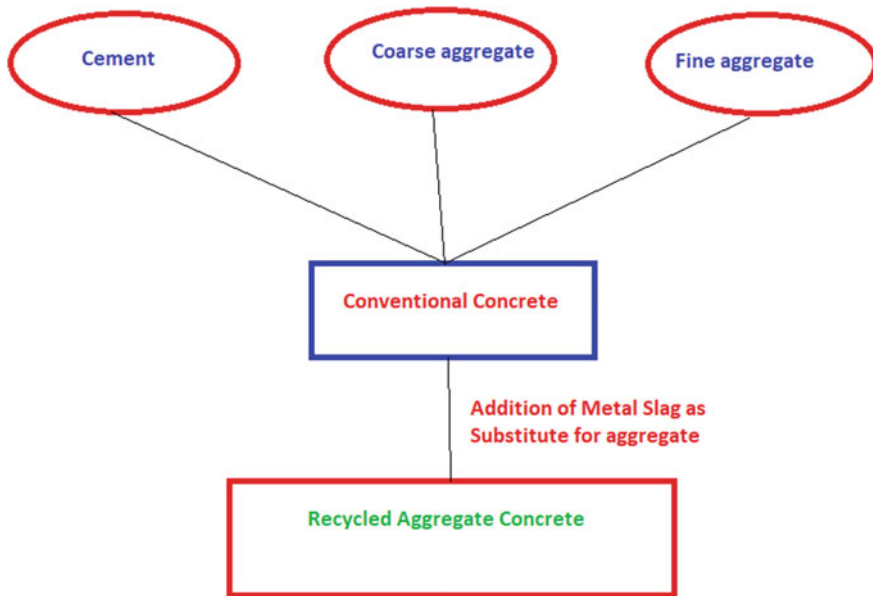 Cement
Coarse aggregate
Fine aggregate
Conventional Concrete
Addition of Metal Slag as
Substitute for aggregate
Recycled Aggregate Concrete